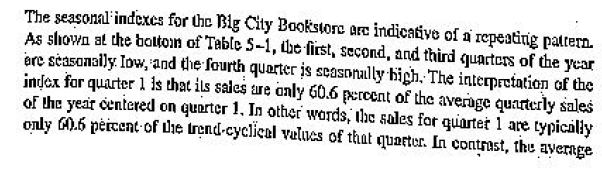 The seasonal indexes for the Big City Bookstore are indicative of a repeating pattern.
As shown at the bottom of Table 5-1, the first, second, and third quarters of the year
are seasonally low, and the fourth quarter is seasonally high. The interpretation of the
index for quarter 1 is that its sales are only 60.6 percent of the average quarterly sales
of the year centered on quarter 1. In other words, the sales for quarter 1 are typically
only 60.6 percent of the trend-cyclical values of that quarter. In contrast, the average